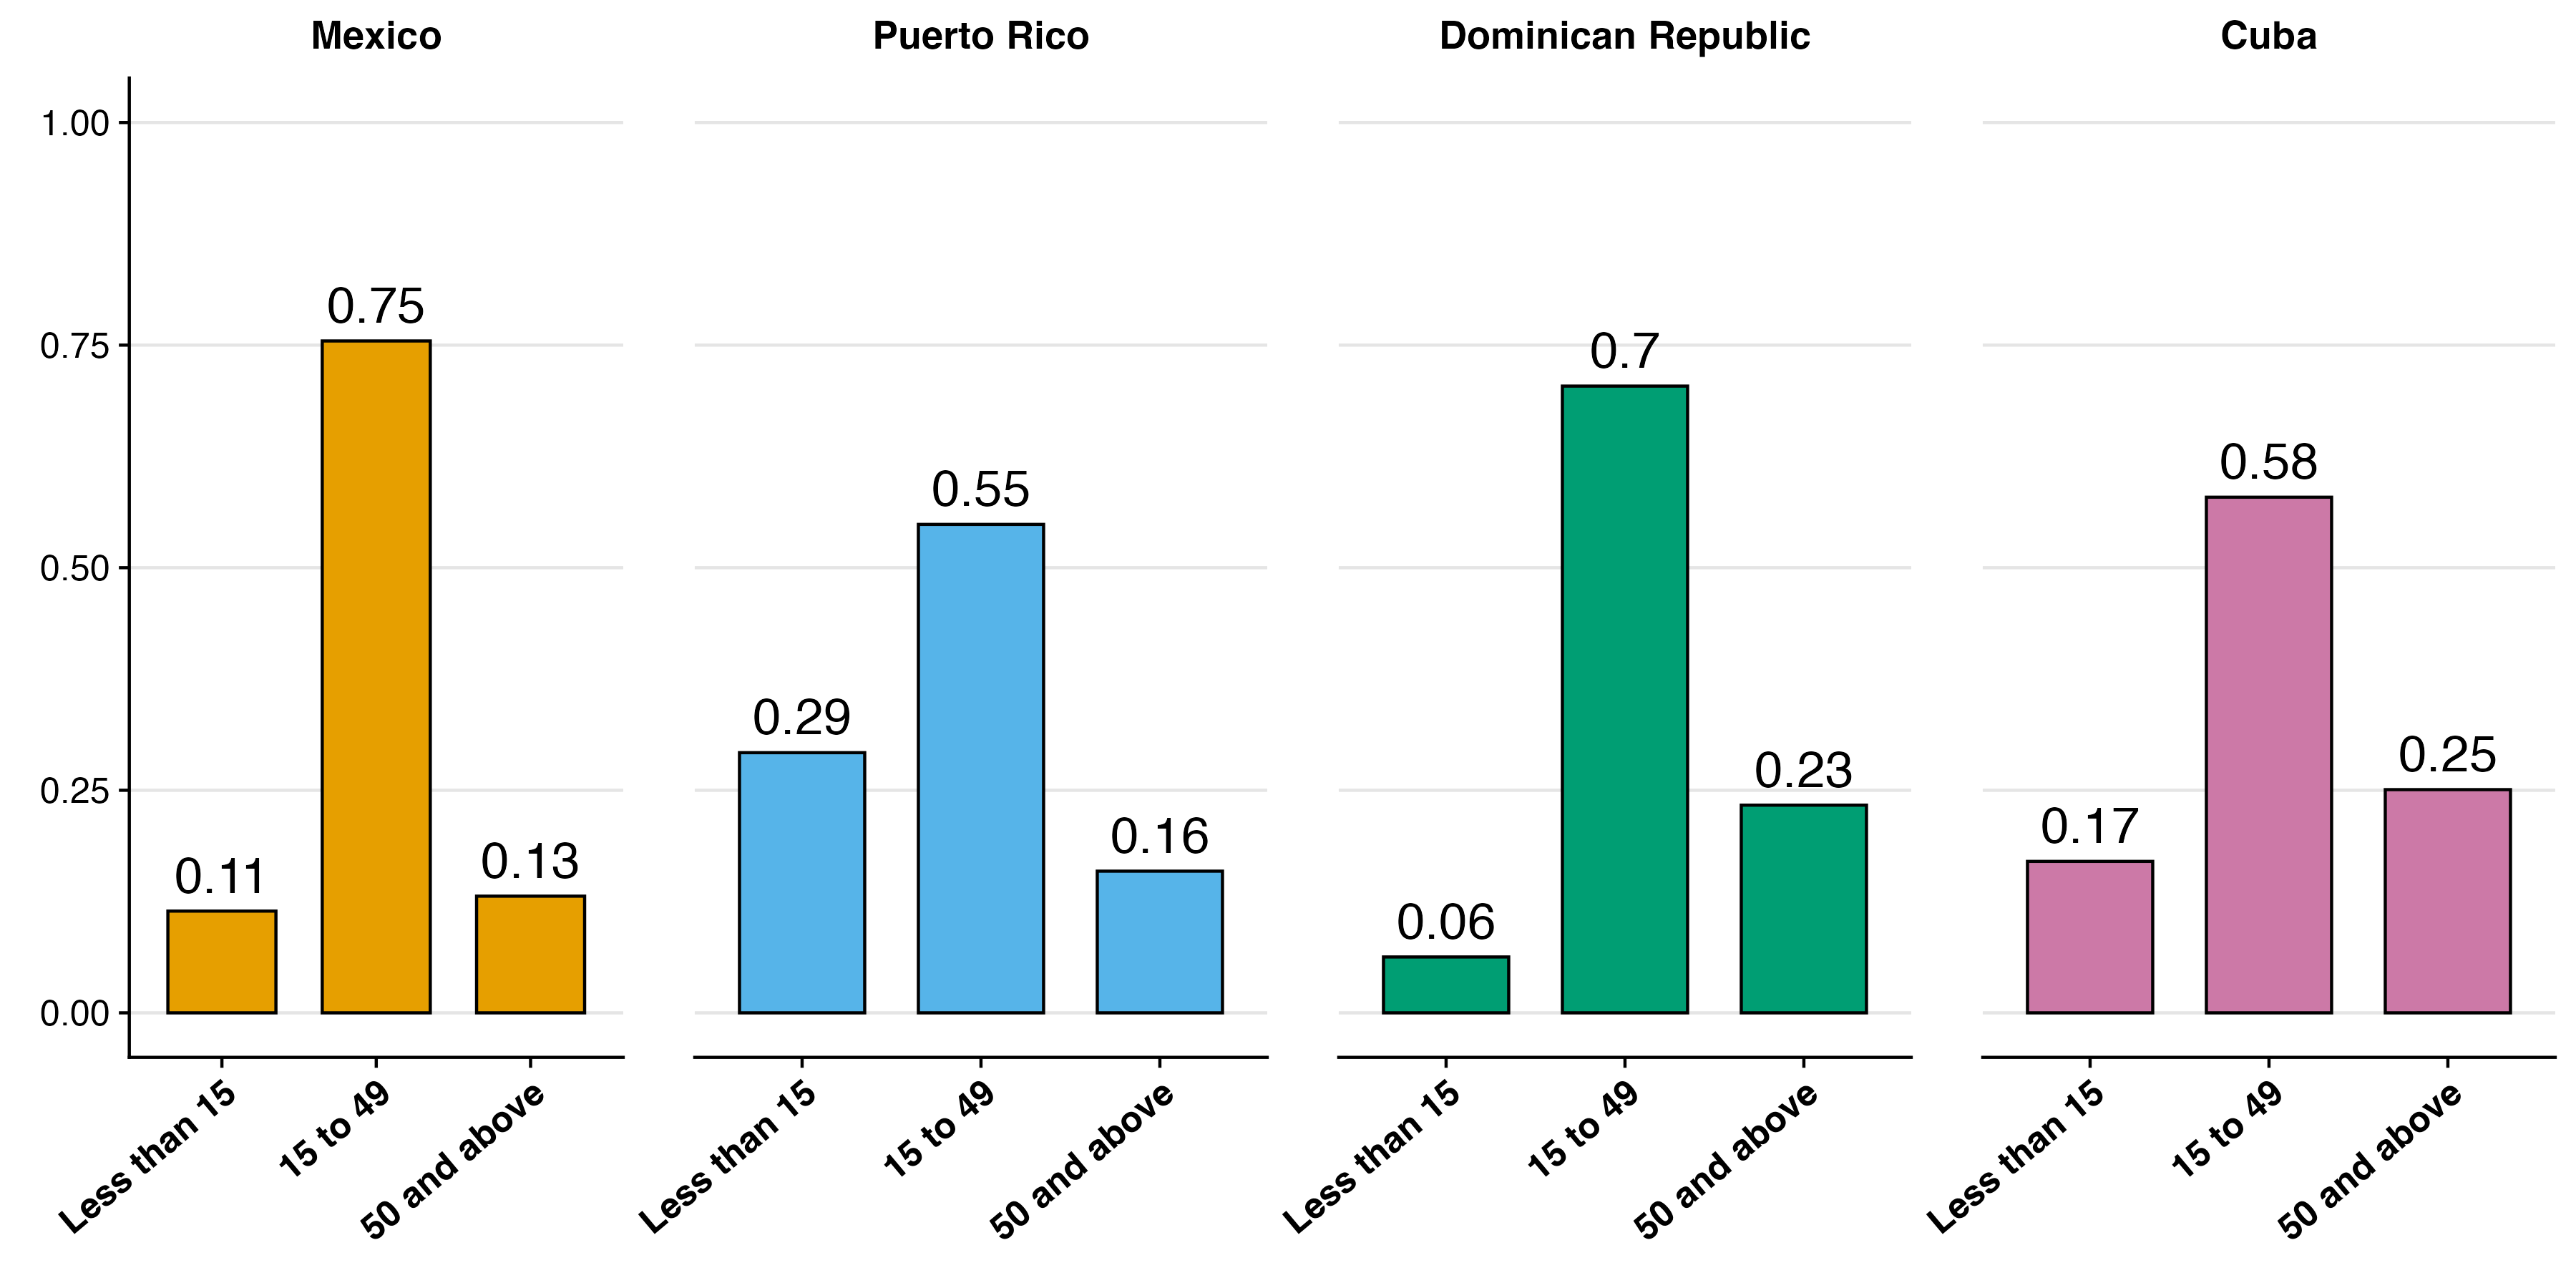 Mexico
Puerto Rico
Dominican Republic
Cuba
1.00
0.75
0.50
0.25
0.00
0.11
0.75
0.13
0.29
0.55
0.16
0.06
0.7
0.23
0.17
0.58
0.25
Less than 15
15 to 49
50 and above
Less than 15
15 to 49
50 and above
Less than 15
15 to 49
50 and above
Less than 15
15 to 49
50 and above